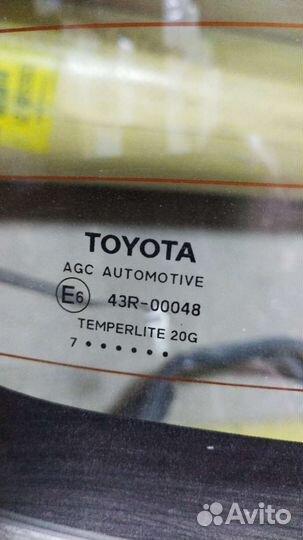 TOYOTA
AGC AUTOMOTIVE
E6 43R-00048
TEMPERLITE 20G
7 • • • • • •
Avito